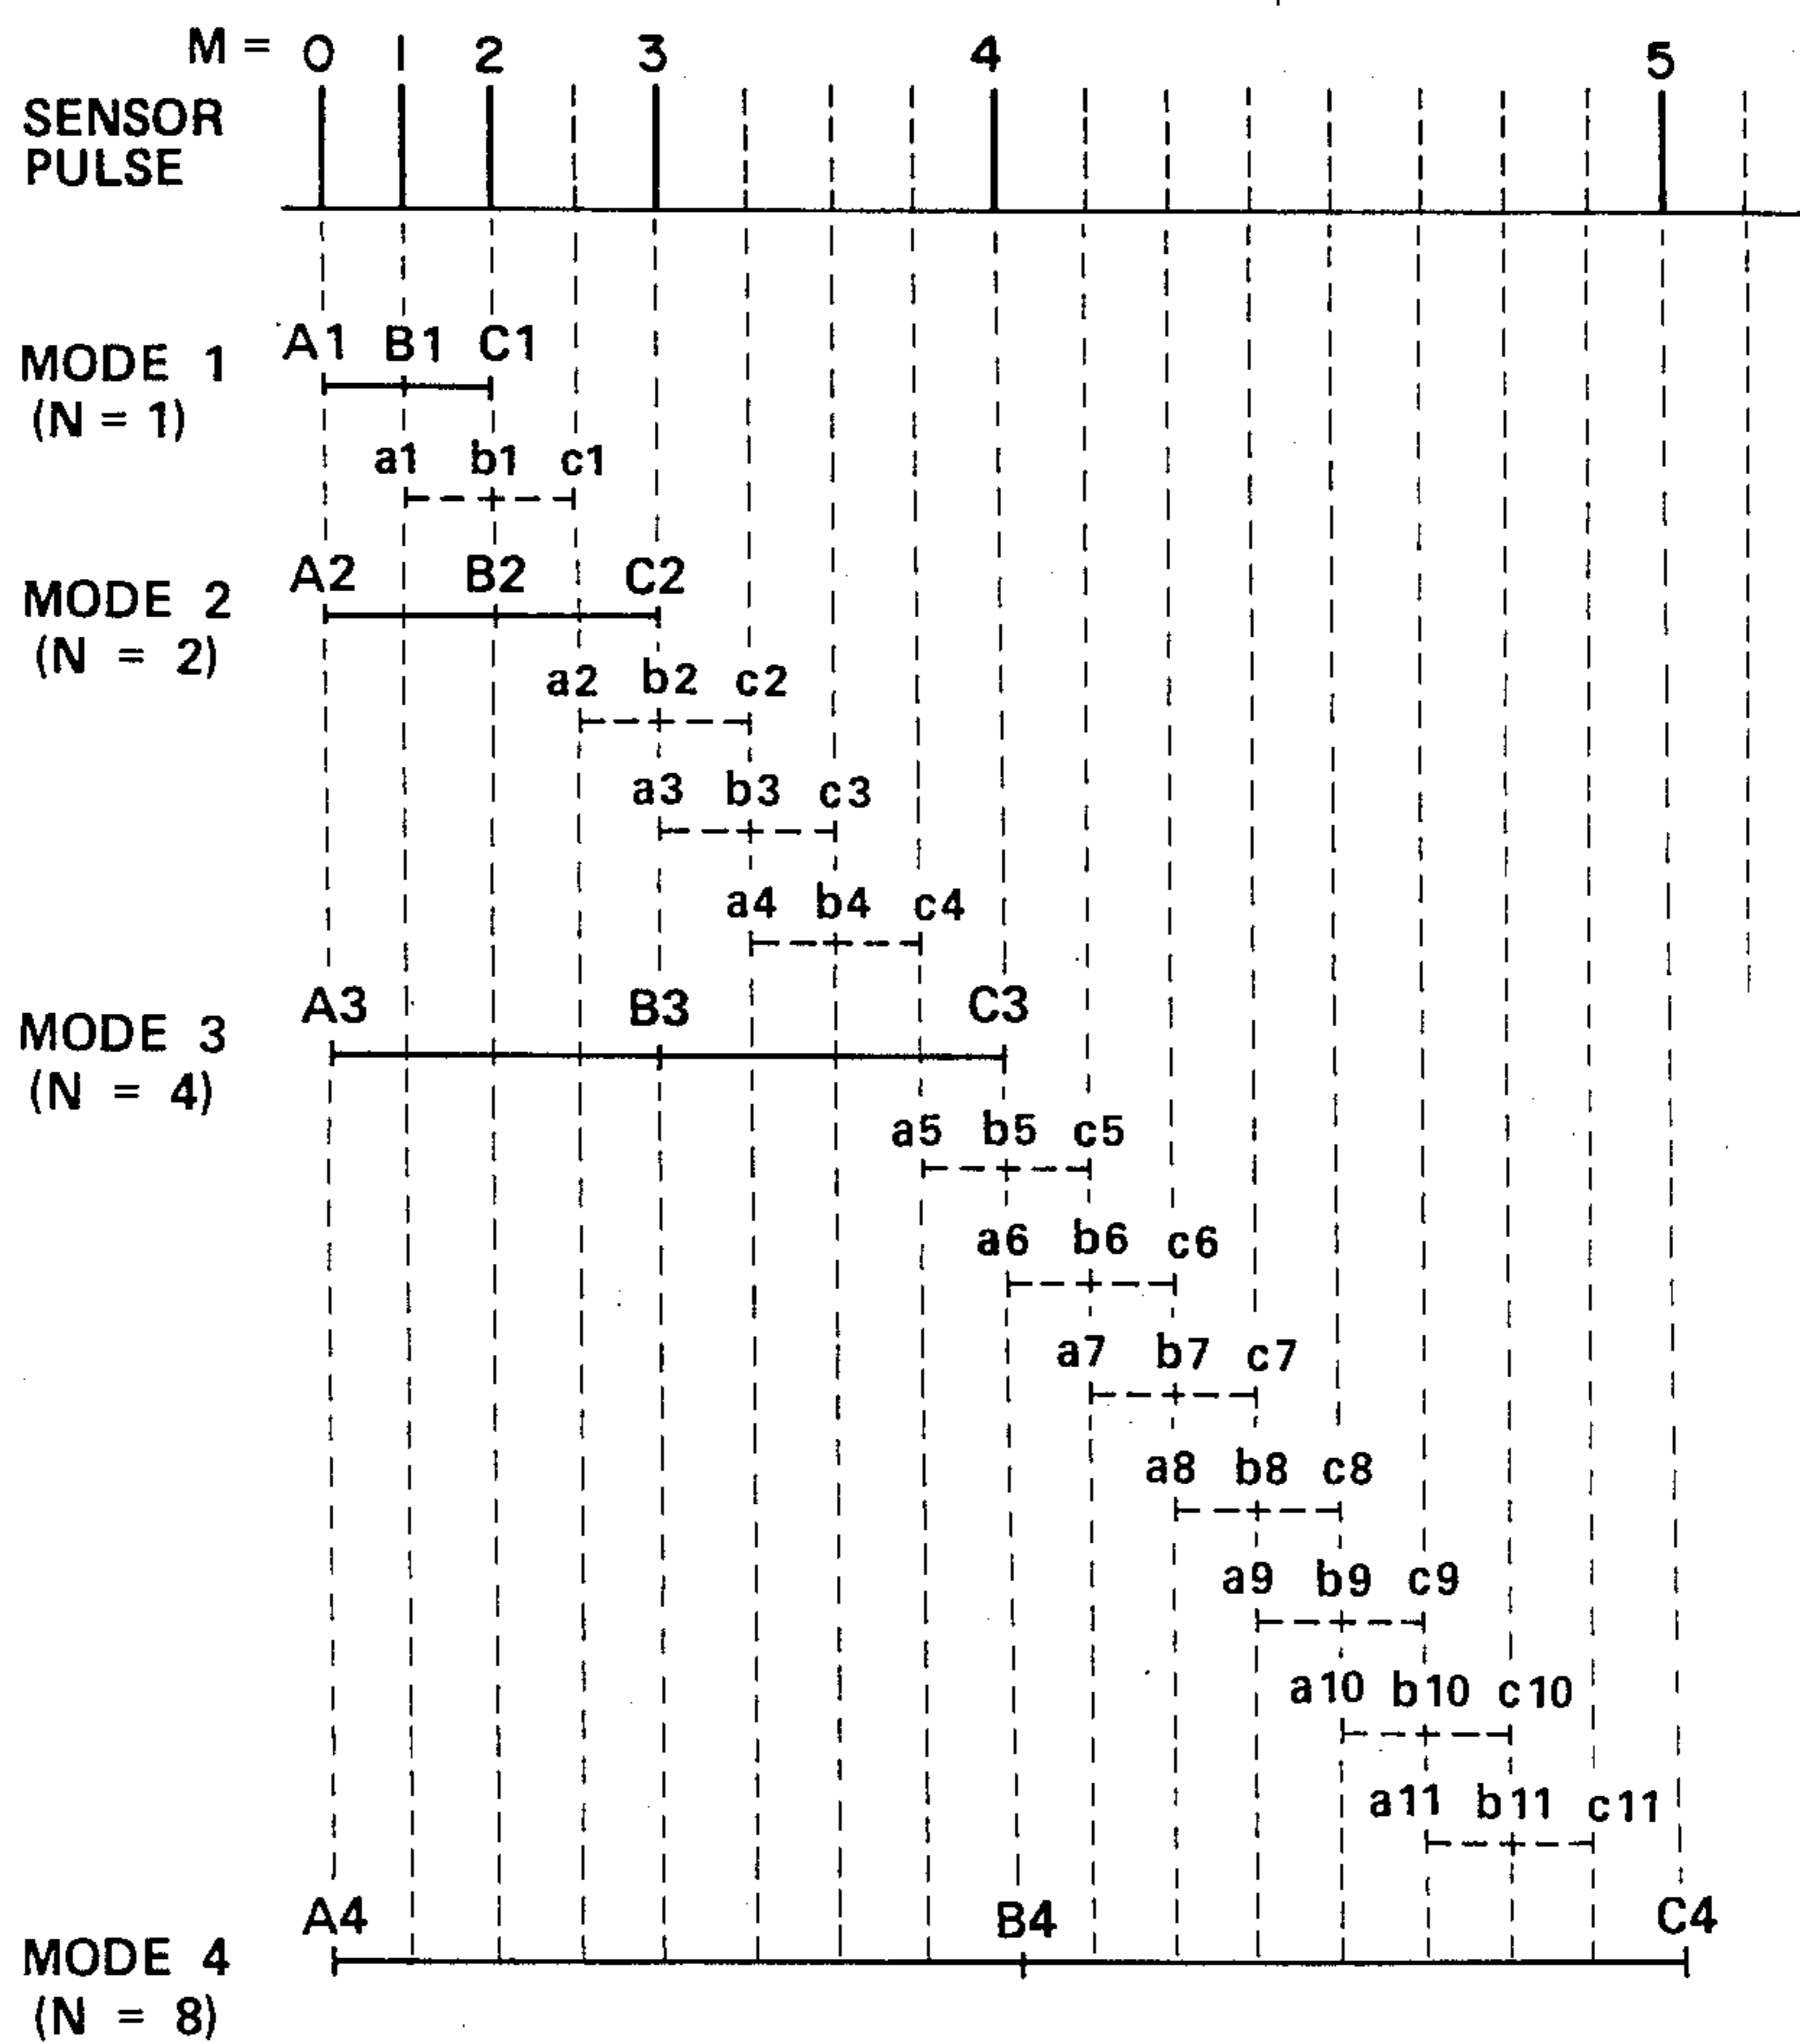 M = 0 1 2 3 4 5
SENSOR
PULSE
A1 B1 C1
MODE 1
(N = 1)
a1 b1 c1
A2 B2 C2
MODE 2
(N = 2)
a2 b2 c2
a3 b3 c3
a4 b4 c4
A3 B3 C3
MODE 3
(N = 4)
a5 b5 c5
a6 b6 c6
a7 b7 c7
a8 b8 c8
a9 b9 c9
a10 b10 c10
a11 b11 c11
A4 B4 C4
MODE 4
(N = 8)